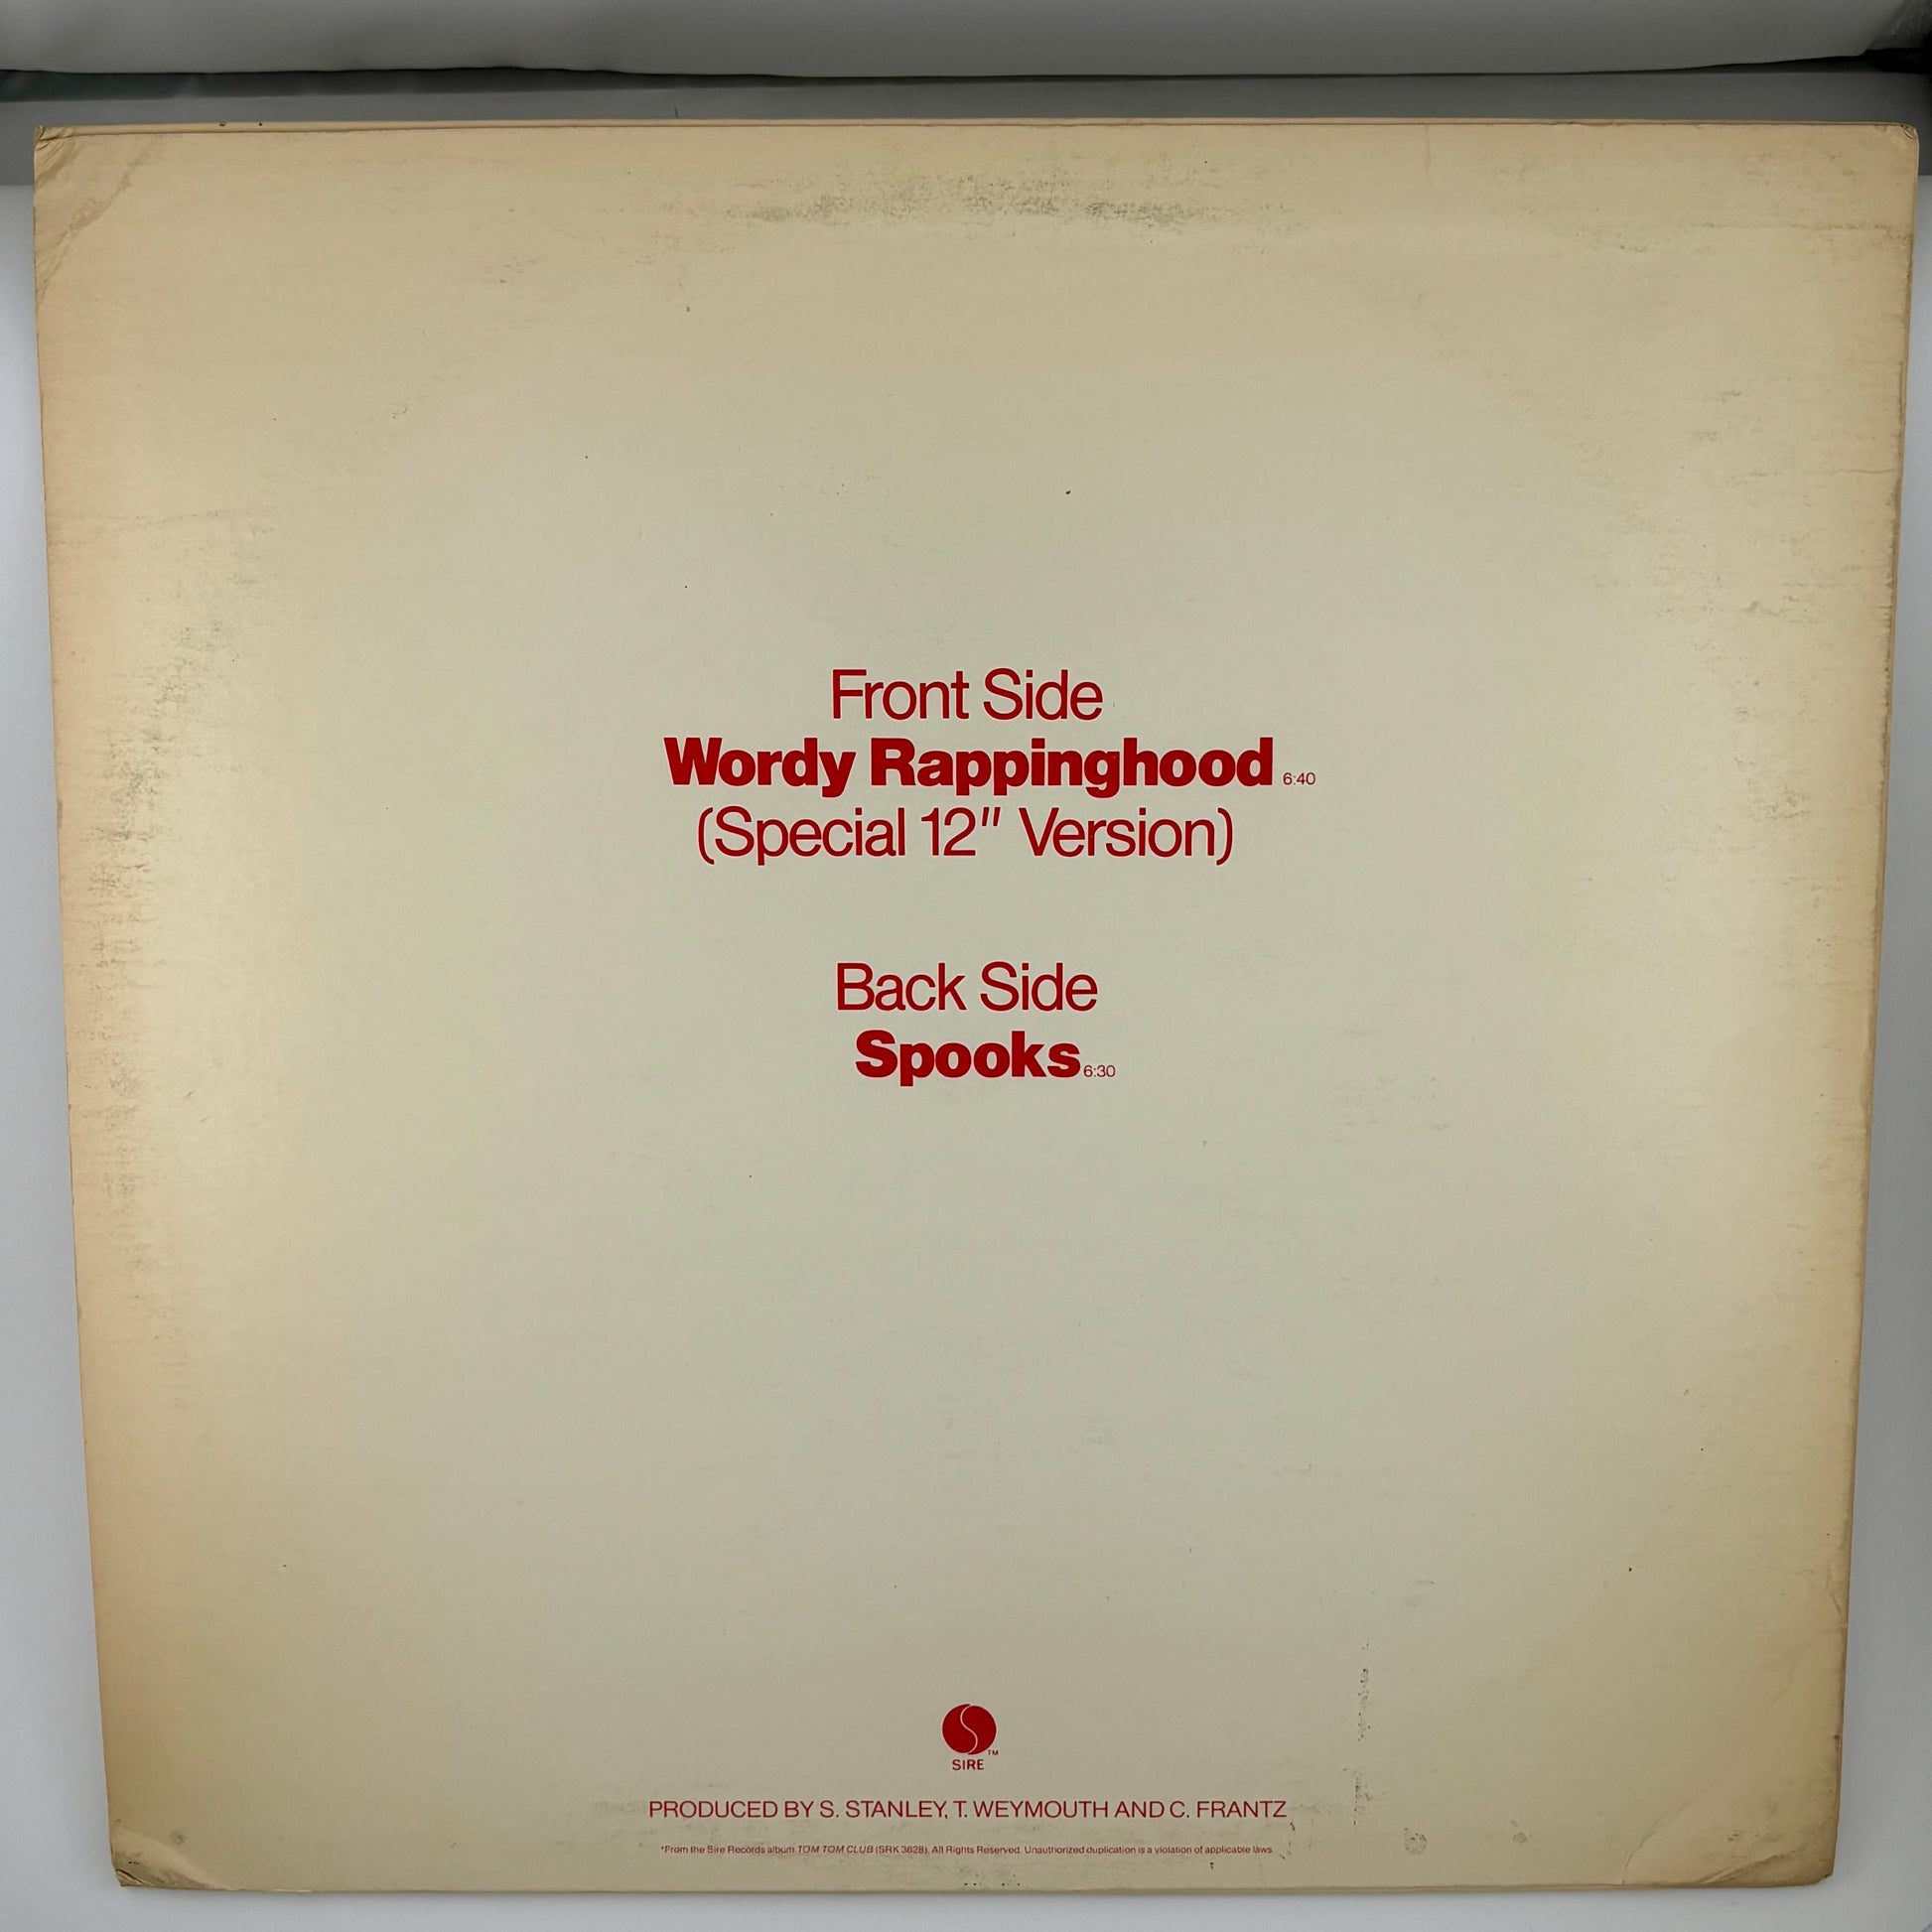 Front Side
Wordy Rappinghood 6:40
(Special 12" Version)
Back Side
Spooks 6:30
TM
SIRE
PRODUCED BY S. STANLEY, T. WEYMOUTH AND C. FRANTZ
*From the Sire Records album TOM TOM CLUB (SRK 3628). All Rights Reserved. Unauthorized duplication is a violation of applicable laws.